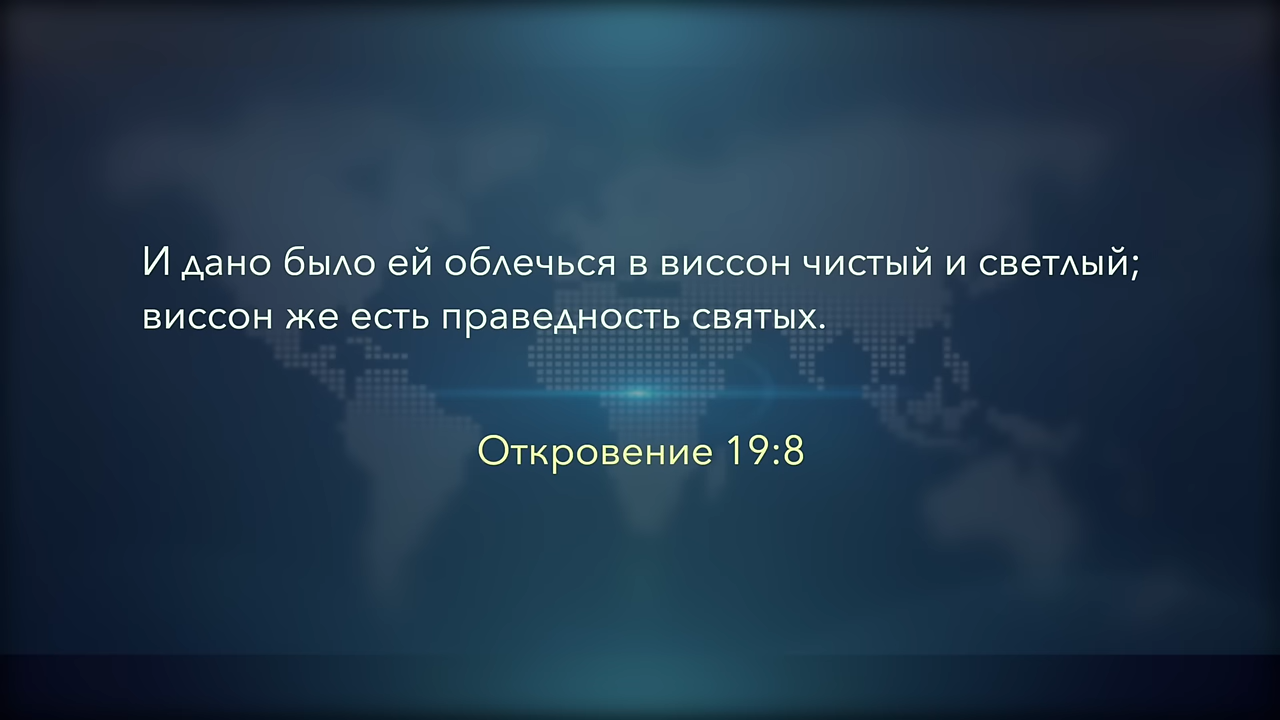 И дано было ей облечься в виссон чистый и светлый;
виссон же есть праведность святых.
Откровение 19:8